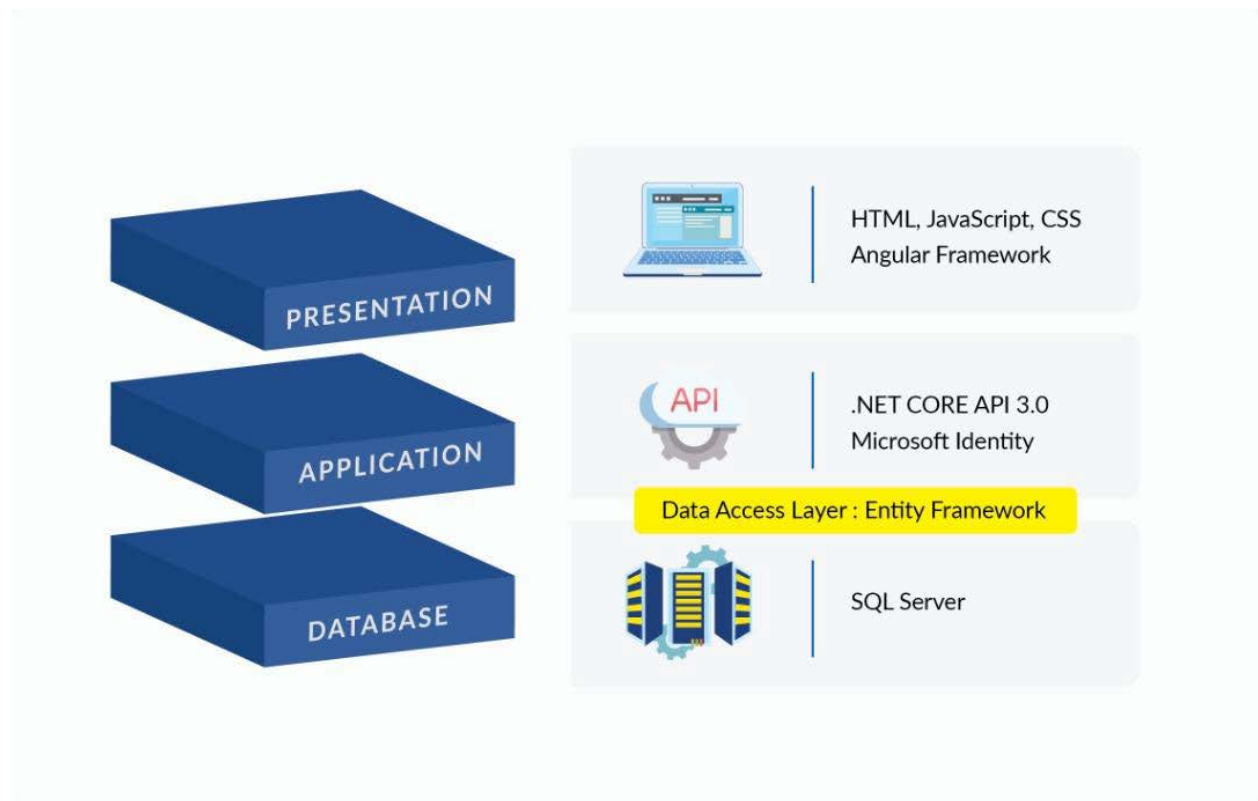 PRESENTATION
HTML, JavaScript, CSS
Angular Framework
APPLICATION
API
.NET CORE API 3.0
Microsoft Identity
Data Access Layer : Entity Framework
DATABASE
SQL Server